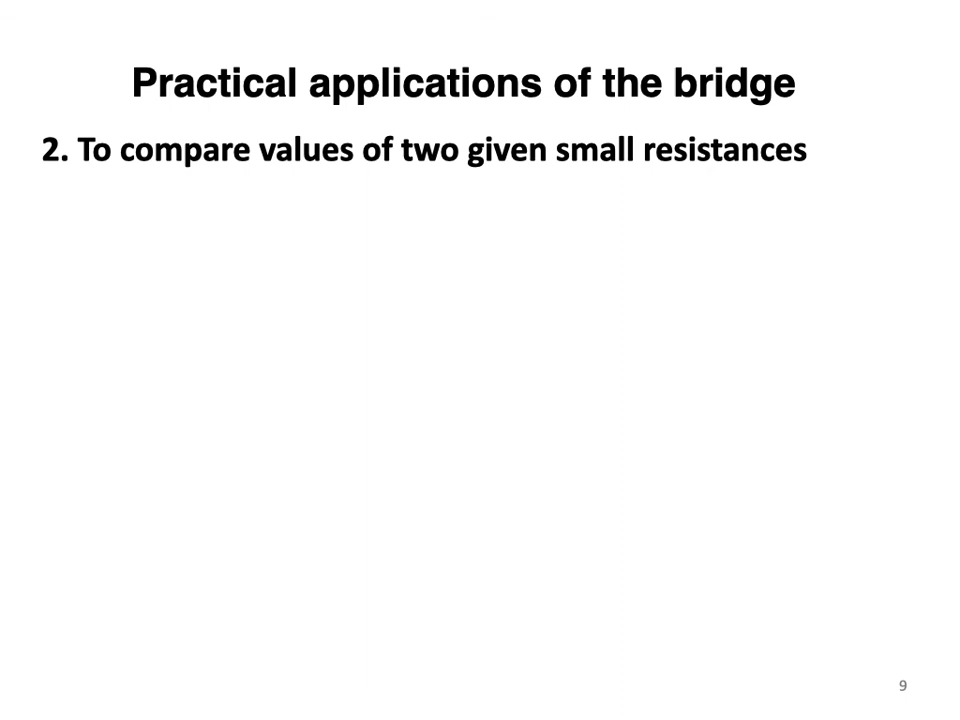 Practical applications of the bridge
2. To compare values of two given small resistances
9